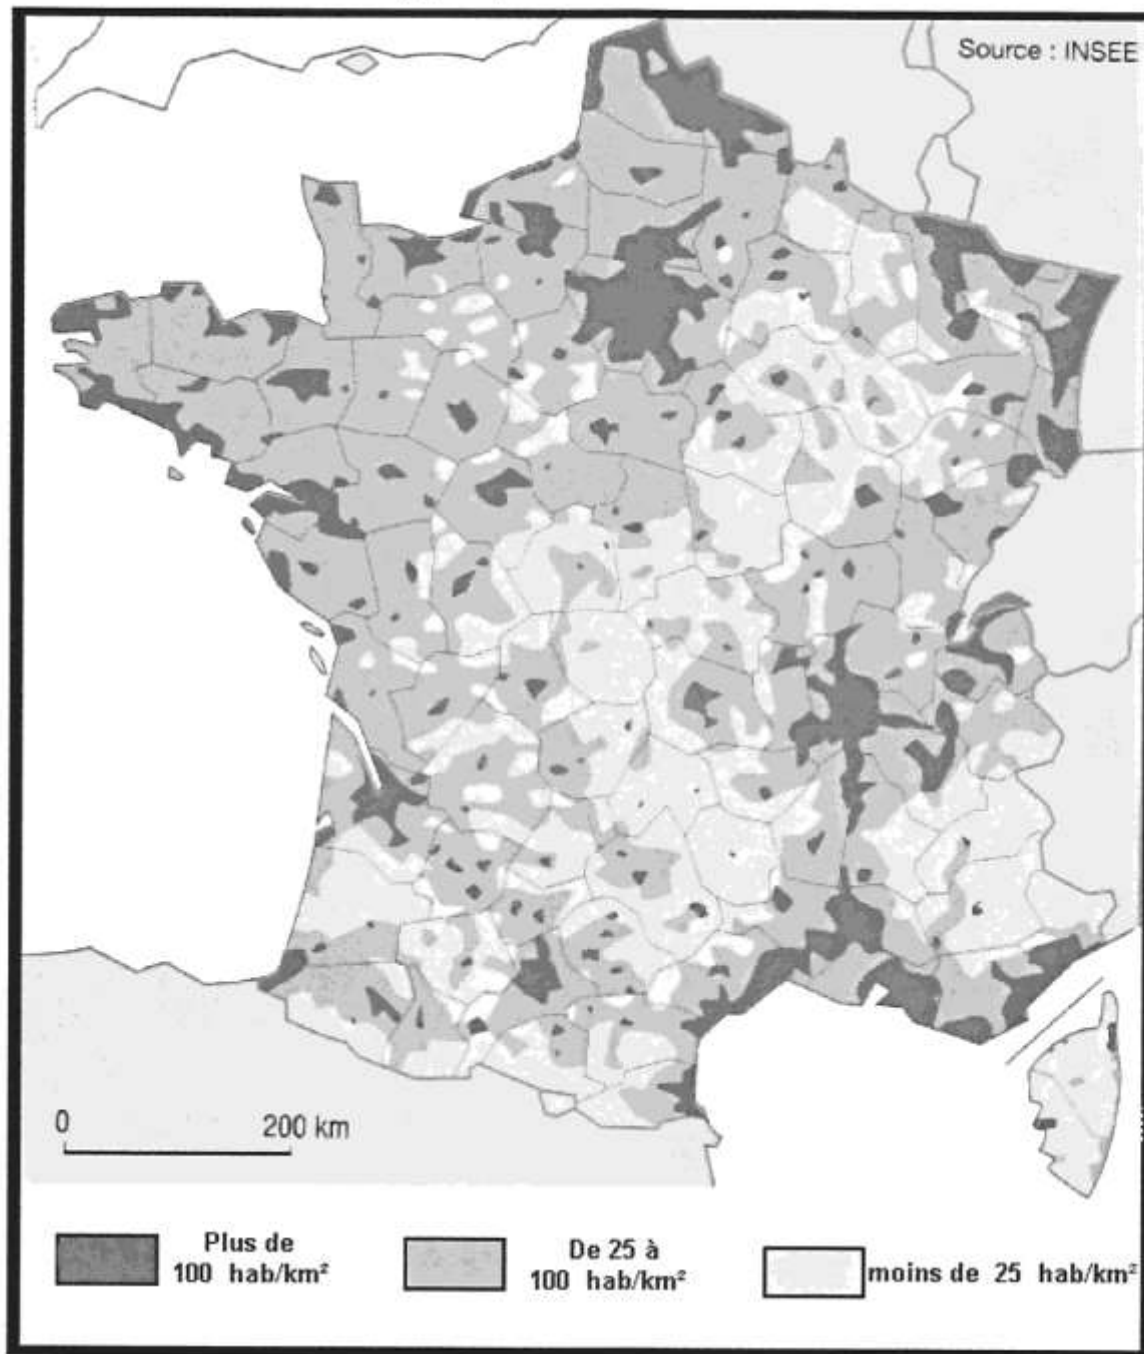 Source : INSEE
0 200 km
Plus de
100 hab/km²
De 25 à
100 hab/km²
moins de 25 hab/km²